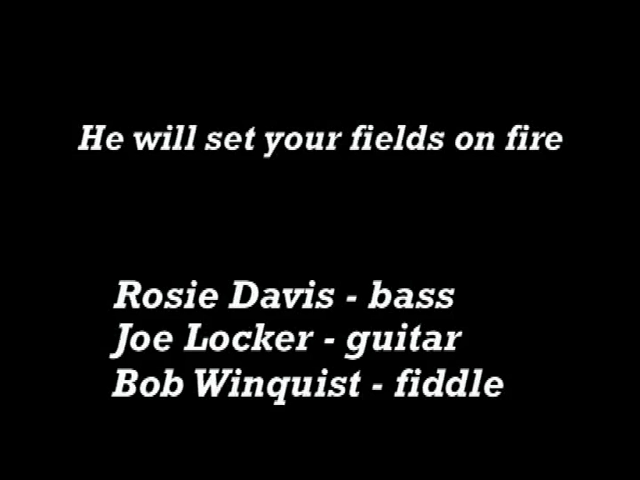 He will set your fields on fire
Rosie Davis - bass
Joe Locker - guitar
Bob Winquist - fiddle